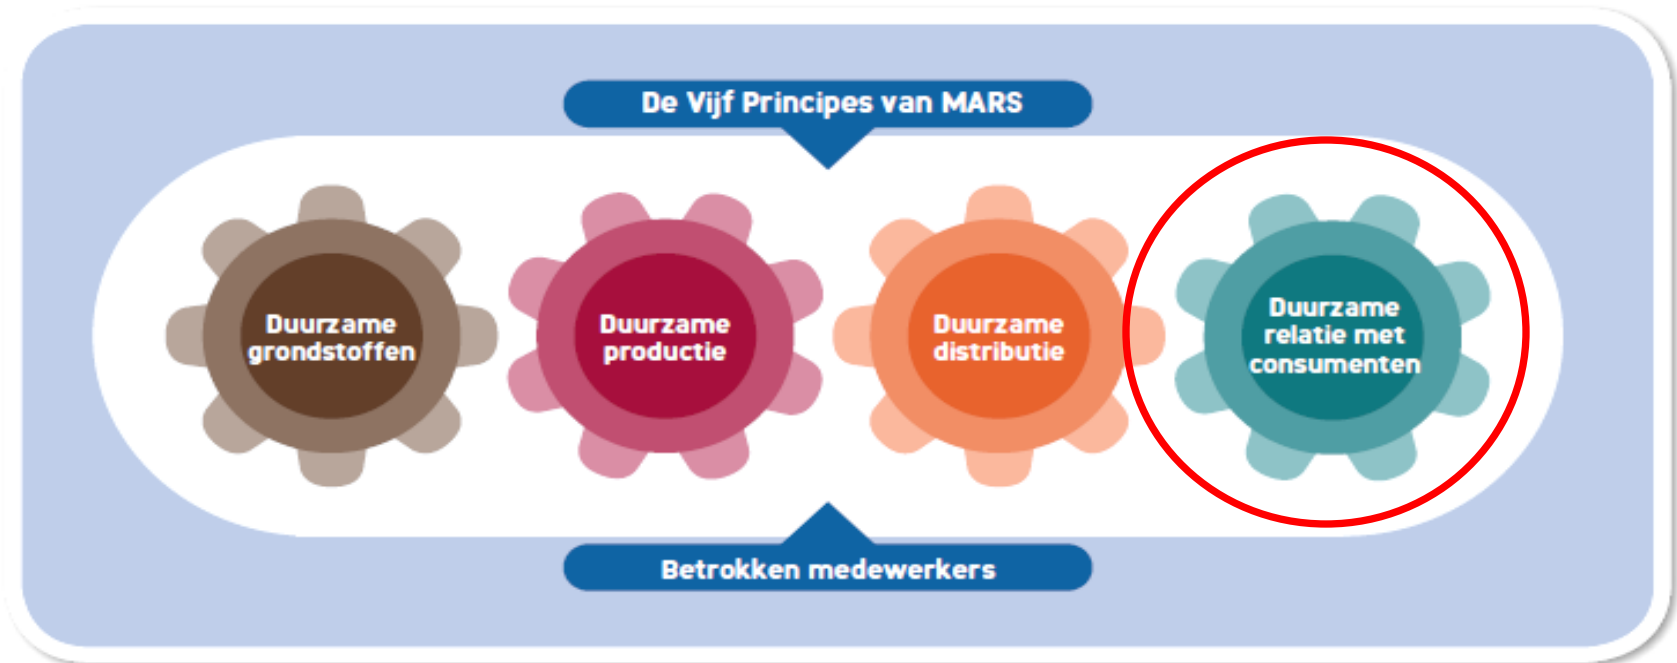 De Vijf Principes van MARS
Duurzame
grondstoffen
Duurzame
productie
Duurzame
distributie
Duurzame
relatie met
consumenten
Betrokken medewerkers